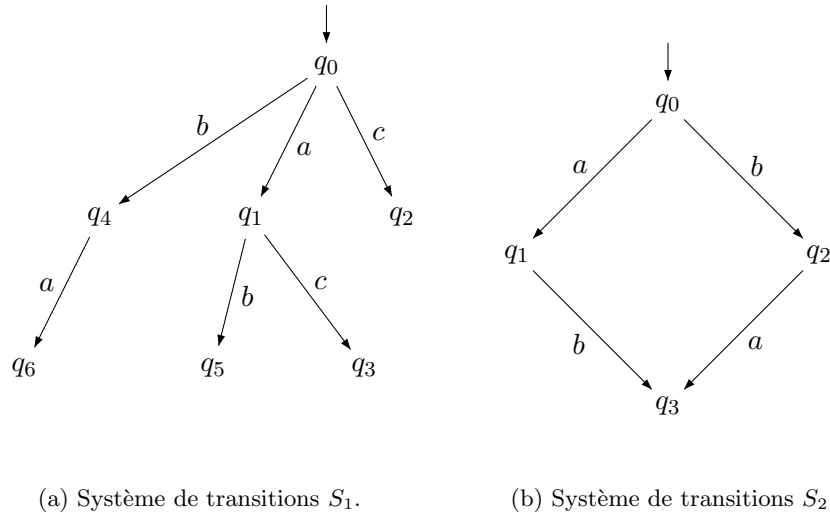 q₀
b a c
q₄ q₁ q₂
a b c
q₆ q₅ q₃
(a) Système de transitions S₁.
q₀
a b
q₁ q₂
b a
q₃
(b) Système de transitions S₂